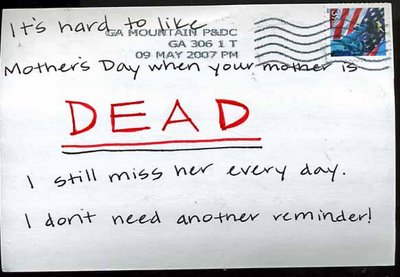 It's hard to like
GA MOUNTAIN P&DC
GA 306 1 T
09 MAY 2007 PM
Mother's Day when your mother is
DEAD
I still miss her every day.
I don't need another reminder!